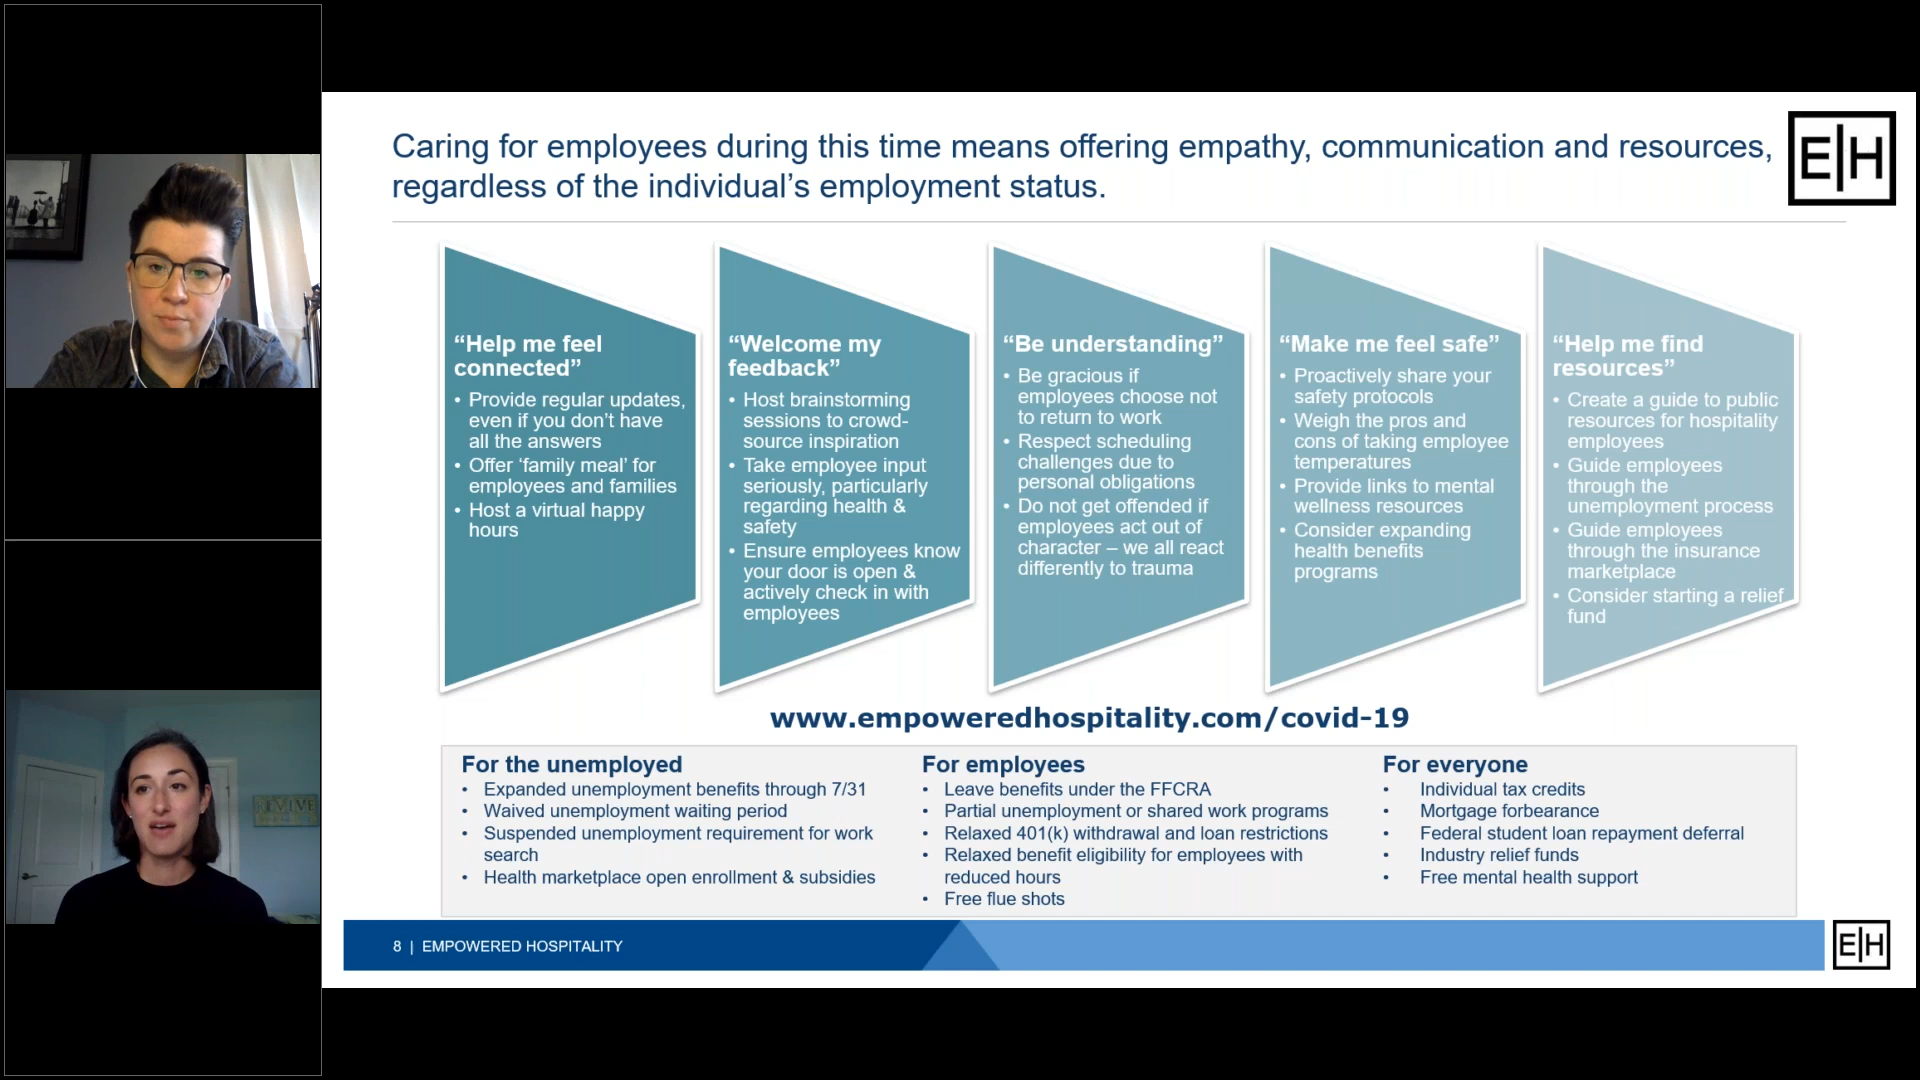 Caring for employees during this time means offering empathy, communication and resources,
regardless of the individual’s employment status.
E|H
“Help me feel
connected”
• Provide regular updates,
even if you don’t have
all the answers
• Offer ‘family meal’ for
employees and families
• Host a virtual happy
hours
“Welcome my
feedback”
• Host brainstorming
sessions to crowd-
source inspiration
• Take employee input
seriously, particularly
regarding health &
safety
• Ensure employees know
your door is open &
actively check in with
employees
“Be understanding”
• Be gracious if
employees choose not
to return to work
• Respect scheduling
challenges due to
personal obligations
• Do not get offended if
employees act out of
character – we all react
differently to trauma
“Make me feel safe”
• Proactively share your
safety protocols
• Weigh the pros and
cons of taking employee
temperatures
• Provide links to mental
wellness resources
• Consider expanding
health benefits
programs
“Help me find
resources”
• Create a guide to public
resources for hospitality
employees
• Guide employees
through the
unemployment process
• Guide employees
through the insurance
marketplace
• Consider starting a relief
fund
www.empoweredhospitality.com/covid-19
For the unemployed
• Expanded unemployment benefits through 7/31
• Waived unemployment waiting period
• Suspended unemployment requirement for work
search
• Health marketplace open enrollment & subsidies
For employees
• Leave benefits under the FFCRA
• Partial unemployment or shared work programs
• Relaxed 401(k) withdrawal and loan restrictions
• Relaxed benefit eligibility for employees with
reduced hours
• Free flue shots
For everyone
• Individual tax credits
• Mortgage forbearance
• Federal student loan repayment deferral
• Industry relief funds
• Free mental health support
8 | EMPOWERED HOSPITALITY
E|H